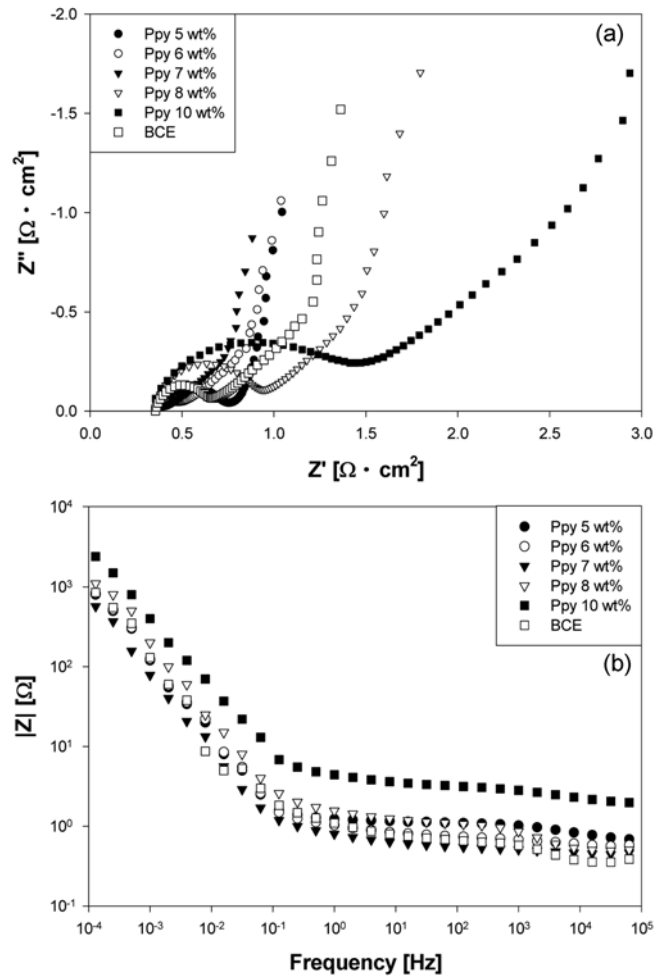 (a)
Ppy 5 wt%
Ppy 6 wt%
Ppy 7 wt%
Ppy 8 wt%
Ppy 10 wt%
BCE
-2.0
-1.5
-1.0
-0.5
0.0
Z" [Ω · cm²]
0.0 0.5 1.0 1.5 2.0 2.5 3.0
Z' [Ω · cm²]
Ppy 5 wt%
Ppy 6 wt%
Ppy 7 wt%
Ppy 8 wt%
Ppy 10 wt%
BCE
(b)
10⁴
10³
10²
10¹
10⁰
10⁻¹
|Z| [Ω]
10⁻⁴ 10⁻³ 10⁻² 10⁻¹ 10⁰ 10¹ 10² 10³ 10⁴ 10⁵
Frequency [Hz]